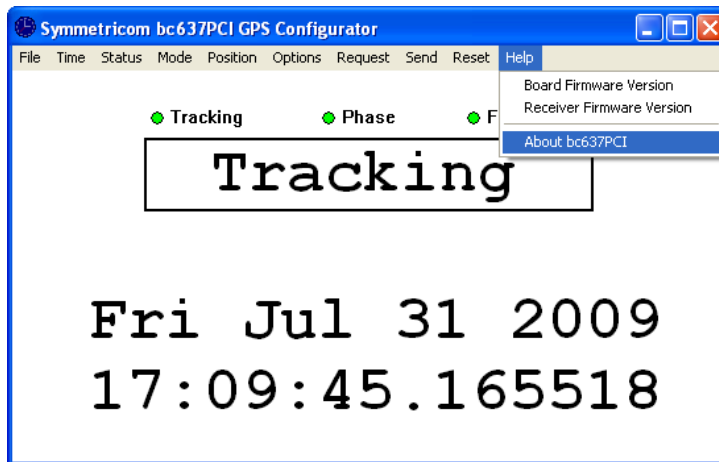 Symmetricom bc637PCI GPS Configurator
File Time Status Mode Position Options Request Send Reset Help
Board Firmware Version
Receiver Firmware Version
About bc637PCI
Tracking Phase F
Tracking
Fri Jul 31 2009
17:09:45.165518